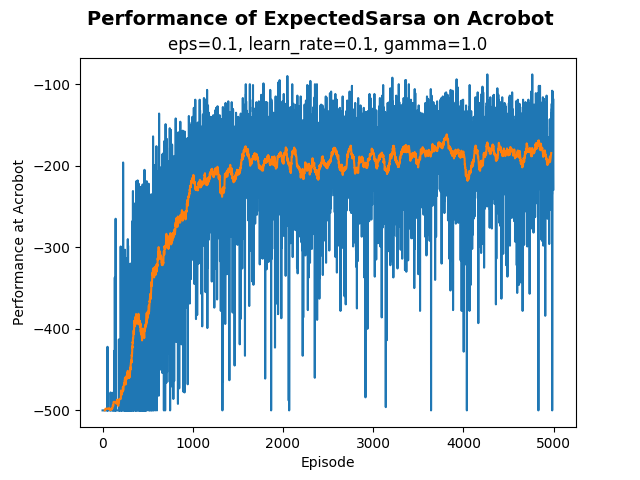 Performance of ExpectedSarsa on Acrobot
eps=0.1, learn_rate=0.1, gamma=1.0
Performance at Acrobot
−100
−200
−300
−400
−500
0 1000 2000 3000 4000 5000
Episode